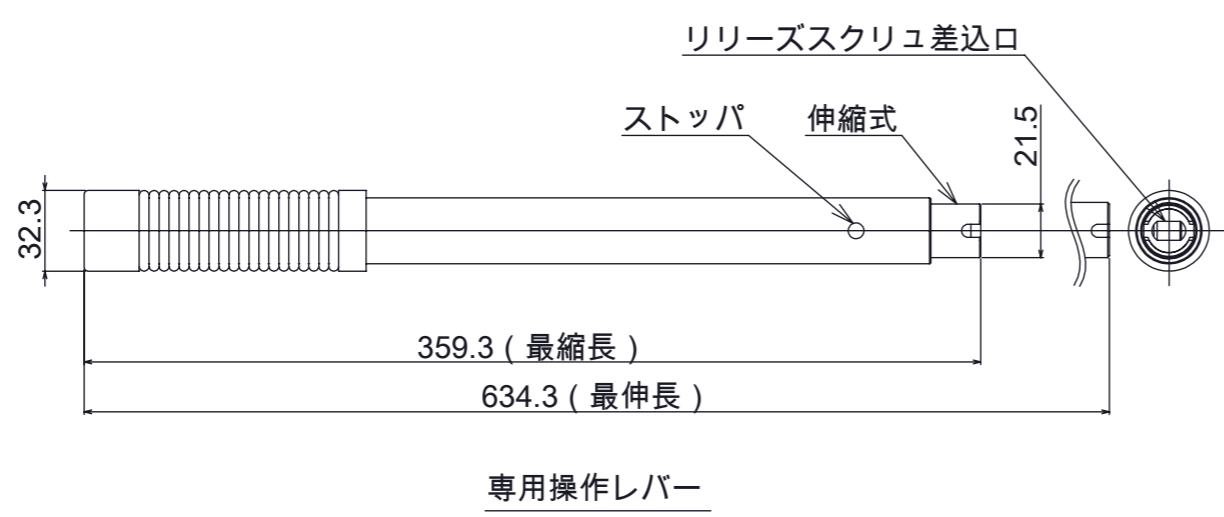 リリーズスクリュ差込口
ストッパ
伸縮式
21.5
32.3
359.3（最縮長）
634.3（最伸長）
専用操作レバー